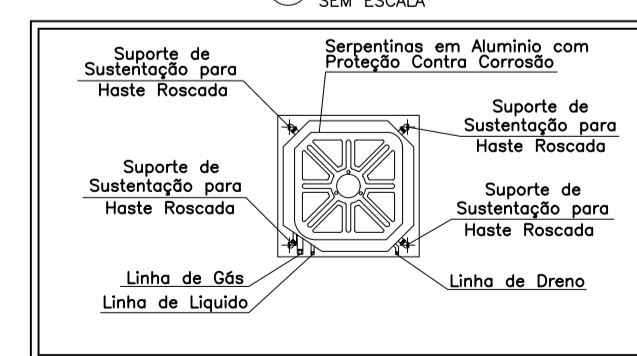 SEM ESCALA
Suporte de
Sustentação para
Haste Roscada
Serpentinas em Aluminio com
Proteção Contra Corrosão
Suporte de
Sustentação para
Haste Roscada
Suporte de
Sustentação para
Haste Roscada
Suporte de
Sustentação para
Haste Roscada
Linha de Gás
Linha de Liquido
Linha de Dreno